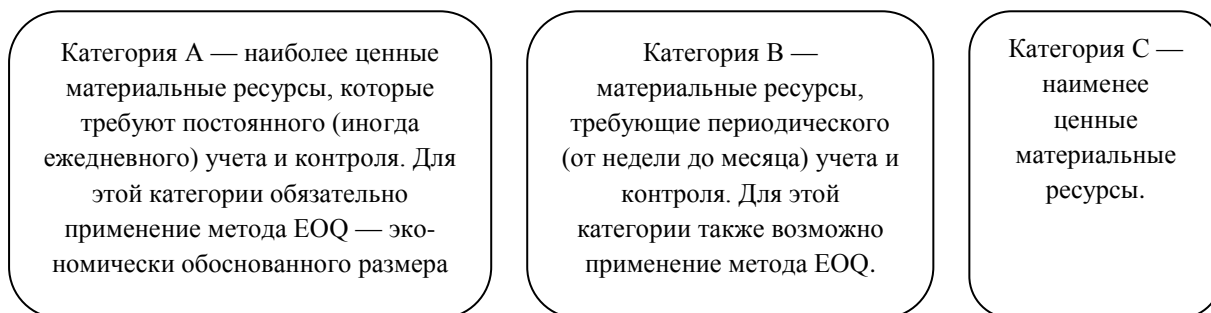 Категория А — наиболее ценные
материальные ресурсы, которые
требуют постоянного (иногда
ежедневного) учета и контроля. Для
этой категории обязательно
применение метода EOQ — эко-
номически обоснованного размера
Категория В —
материальные ресурсы,
требующие периодического
(от недели до месяца) учета и
контроля. Для этой
категории также возможно
применение метода EOQ.
Категория С —
наименее
ценные
материальные
ресурсы.